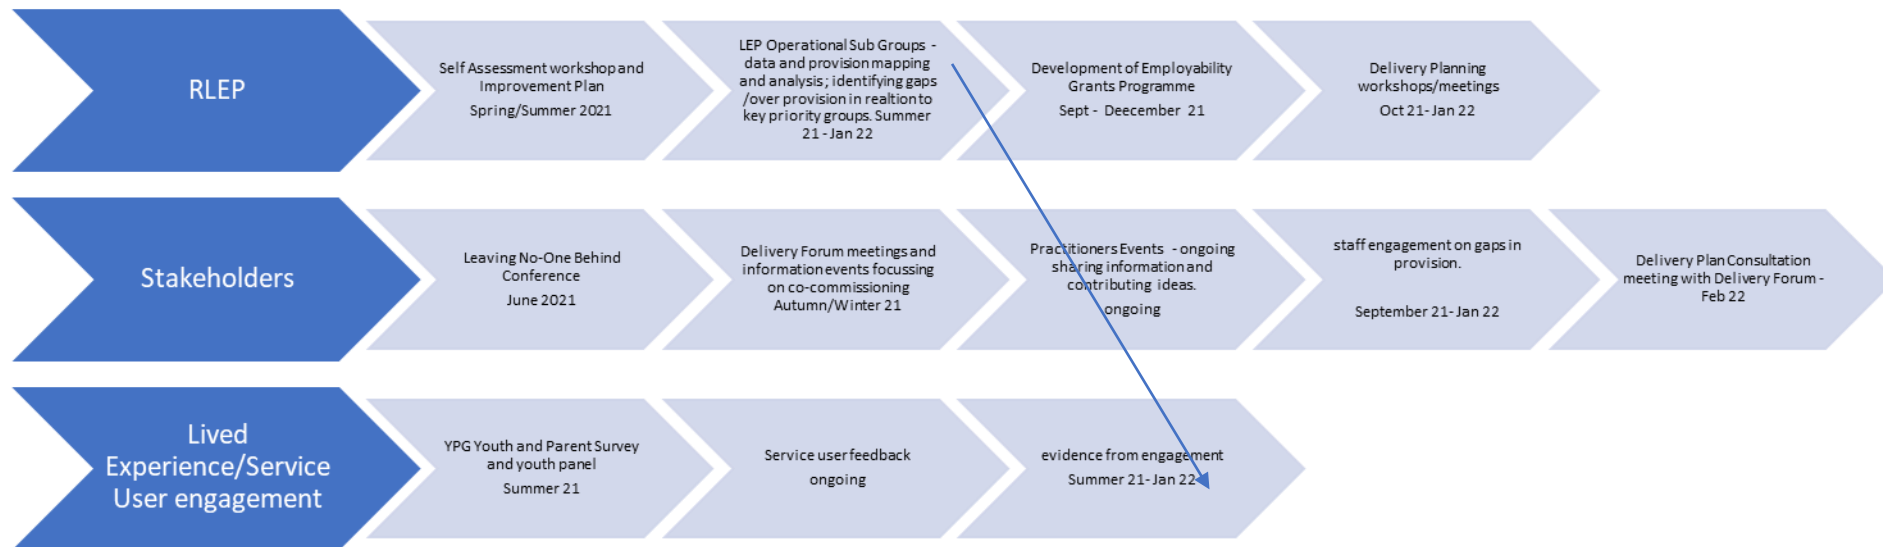 RLEP
Self Assessment workshop and
Improvement Plan
Spring/Summer 2021
LEP Operational Sub Groups -
data and provision mapping
and analysis ; identifying gaps
/over provision in realtion to
key priority groups. Summer
21 - Jan 22
Development of Employability
Grants Programme
Sept - Deecember 21
Delivery Planning
workshops/meetings
Oct 21- Jan 22
Stakeholders
Leaving No-One Behind
Conference
June 2021
Delivery Forum meetings and
information events focussing
on co-commissioning
Autumn/Winter 21
Practitioners Events - ongoing
sharing information and
contributing ideas.
ongoing
staff engagement on gaps in
provision.
September 21- Jan 22
Delivery Plan Consultation
meeting with Delivery Forum -
Feb 22
Lived
Experience/Service
User engagement
YPG Youth and Parent Survey
and youth panel
Summer 21
Service user feedback
ongoing
evidence from engagement
Summer 21- Jan 22